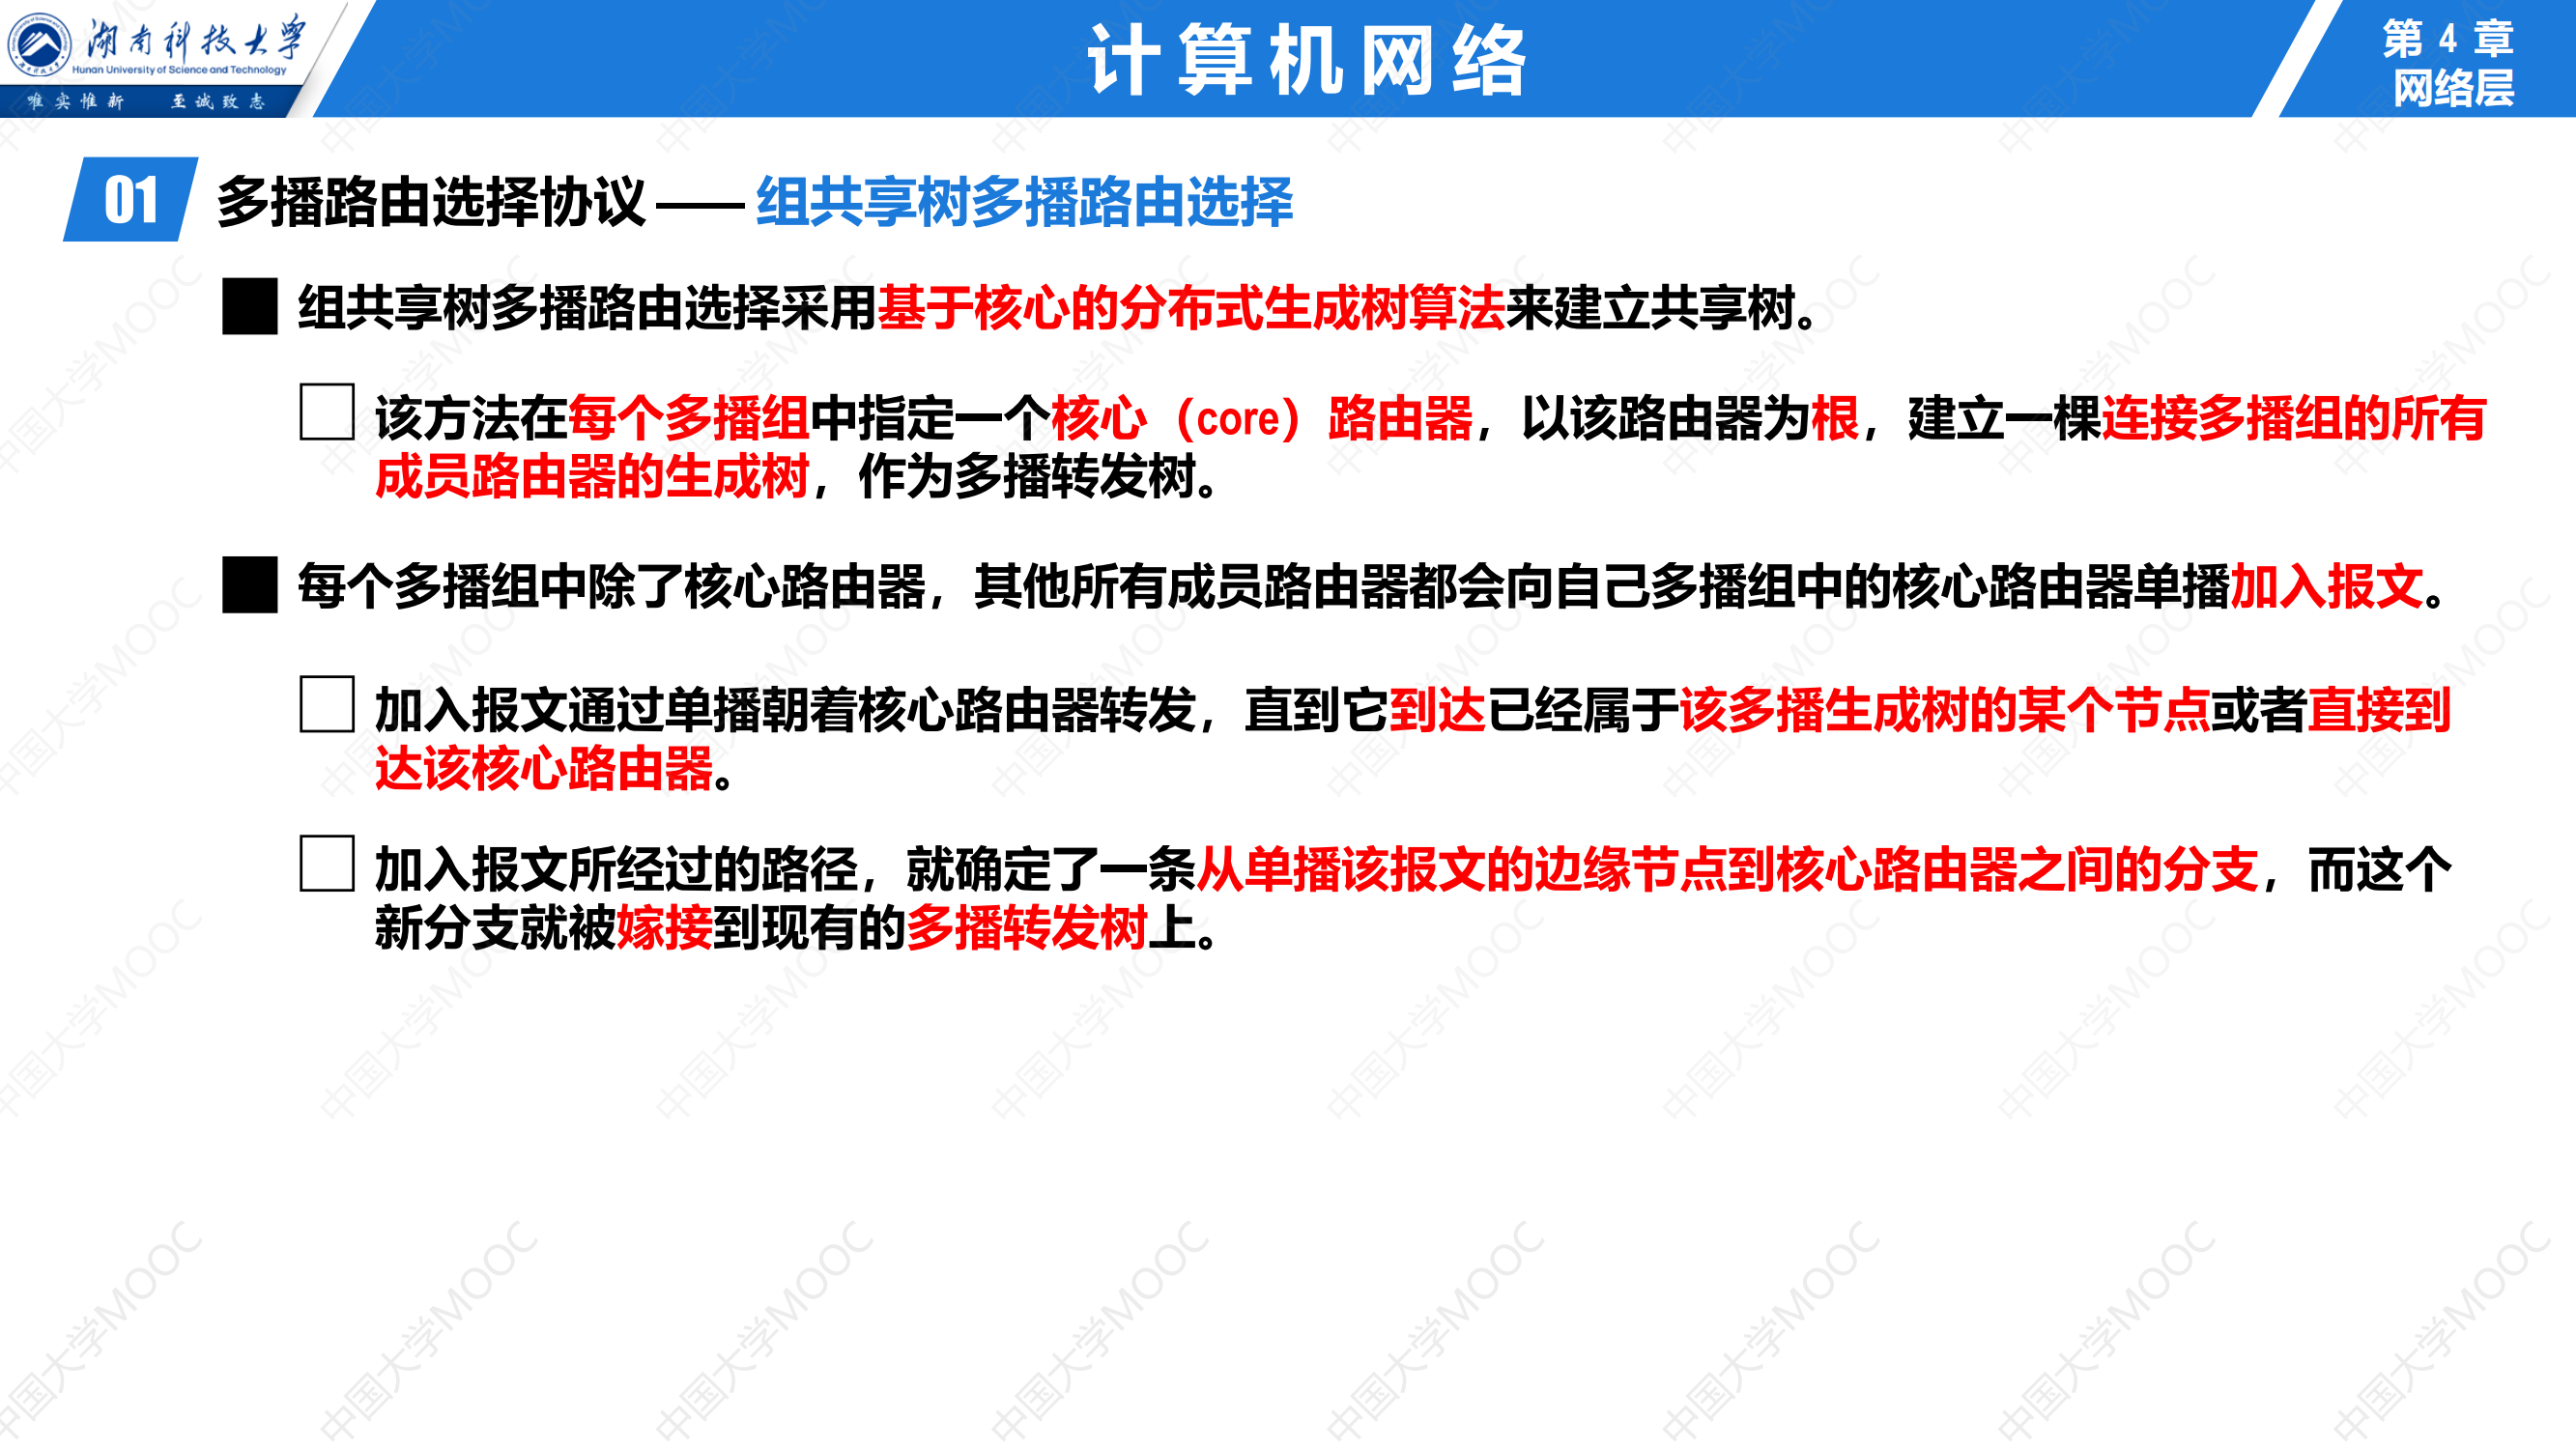 湖南科技大学
Hunan University of Science and Technology
唯实惟新 至诚致志
计算机网络
第 4 章
网络层
01 多播路由选择协议 —— 组共享树多播路由选择
组共享树多播路由选择采用基于核心的分布式生成树算法来建立共享树。
该方法在每个多播组中指定一个核心（core）路由器，以该路由器为根，建立一棵连接多播组的所有
成员路由器的生成树，作为多播转发树。
每个多播组中除了核心路由器，其他所有成员路由器都会向自己多播组中的核心路由器单播加入报文。
加入报文通过单播朝着核心路由器转发，直到它到达已经属于该多播生成树的某个节点或者直接到
达该核心路由器。
加入报文所经过的路径，就确定了一条从单播该报文的边缘节点到核心路由器之间的分支，而这个
新分支就被嫁接到现有的多播转发树上。
中国大学MOOC